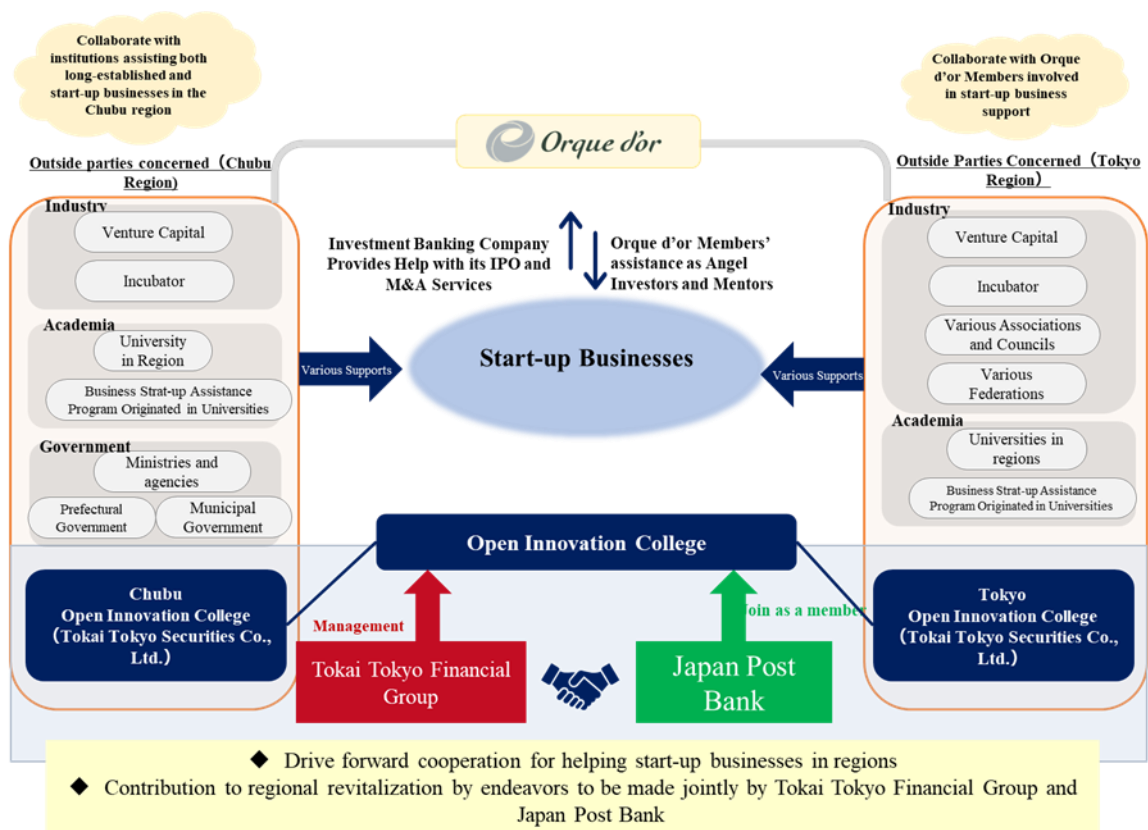 Collaborate with
institutions assisting both
long-established and
start-up businesses in the
Chubu region
Collaborate with Orque
d'or Members involved
in start-up business
support
Orque d'or
Outside parties concerned（Chubu
Region)
Outside Parties Concerned（Tokyo
Region）
Industry
Venture Capital
Incubator
Academia
University
in Region
Business Strat-up Assistance
Program Originated in Universities
Government
Ministries and
agencies
Prefectural
Government
Municipal
Government
Investment Banking Company
Provides Help with its IPO and
M&A Services
Orque d'or Members'
assistance as Angel
Investors and Mentors
Start-up Businesses
Various Supports
Various Supports
Industry
Venture Capital
Incubator
Various Associations
and Councils
Various
Federations
Academia
Universities in
regions
Business Strat-up Assistance
Program Originated in Universities
Open Innovation College
Chubu
Open Innovation College
（Tokai Tokyo Securities Co.,
Ltd.）
Management
Join as a member
Tokai Tokyo Financial
Group
Japan Post
Bank
Tokyo
Open Innovation College
（Tokai Tokyo Securities Co.,
Ltd.）
◆ Drive forward cooperation for helping start-up businesses in regions
◆ Contribution to regional revitalization by endeavors to be made jointly by Tokai Tokyo Financial Group and
Japan Post Bank